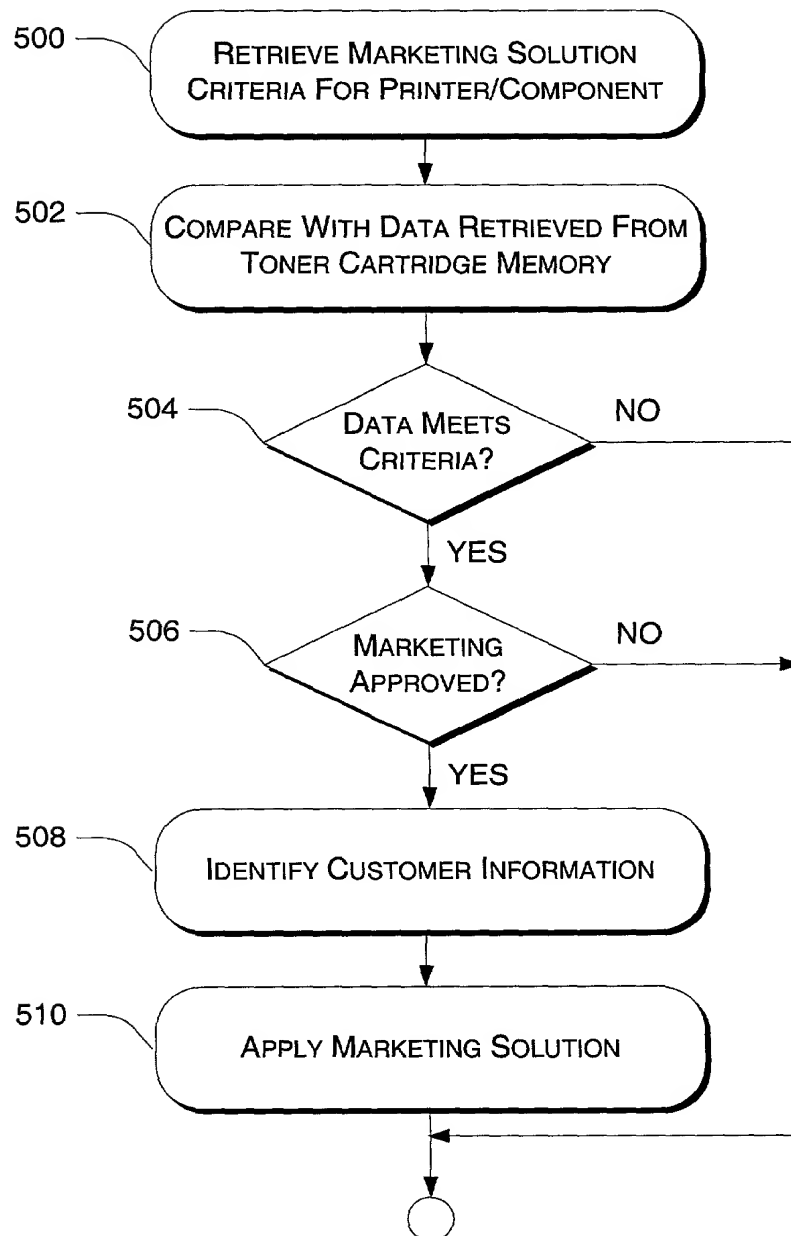 500
RETRIEVE MARKETING SOLUTION
CRITERIA FOR PRINTER/COMPONENT
502
COMPARE WITH DATA RETRIEVED FROM
TONER CARTRIDGE MEMORY
504
DATA MEETS
CRITERIA?
NO
YES
506
MARKETING
APPROVED?
NO
YES
508
IDENTIFY CUSTOMER INFORMATION
510
APPLY MARKETING SOLUTION